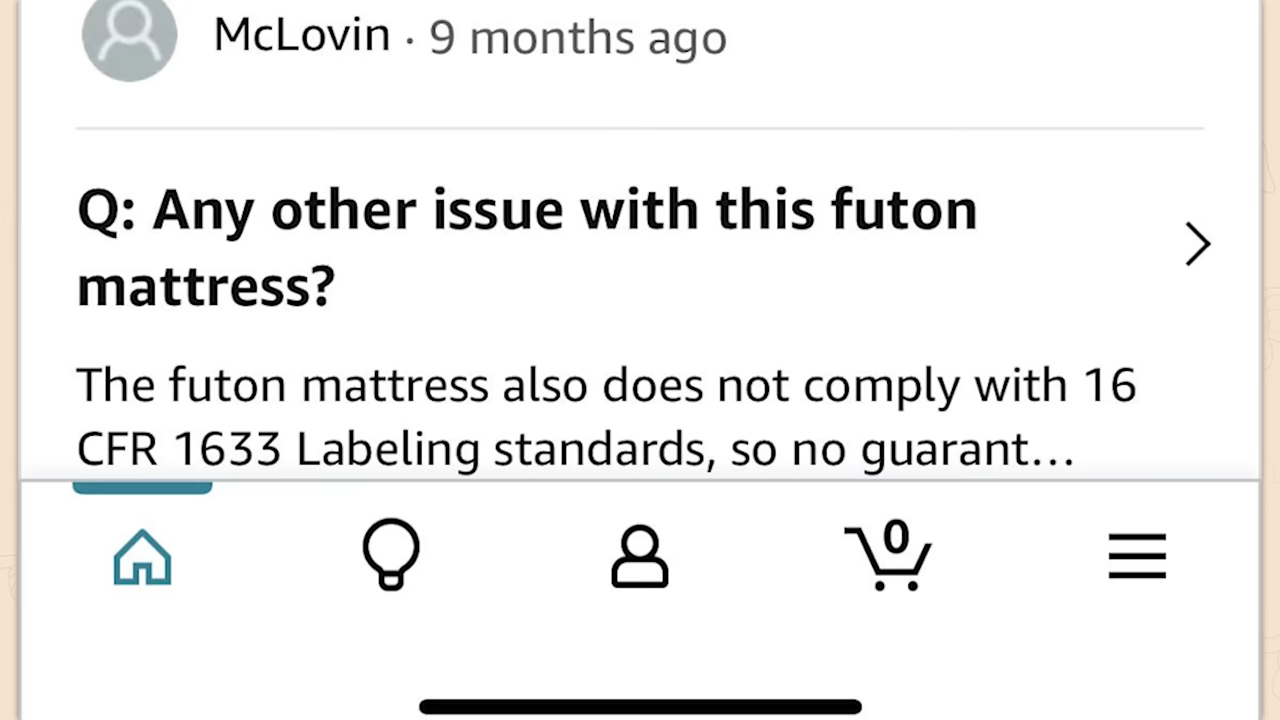 McLovin · 9 months ago
Q: Any other issue with this futon
mattress?
The futon mattress also does not comply with 16
CFR 1633 Labeling standards, so no guarant...
0